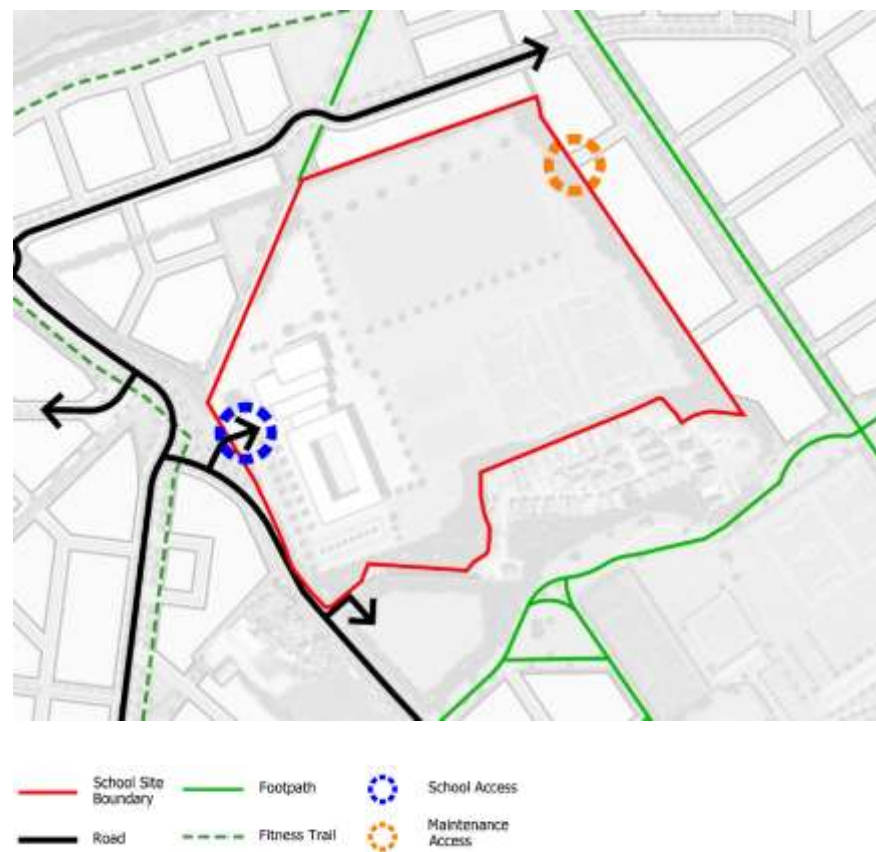 School Site
Boundary
Footpath
School Access
Road
Fitness Trail
Maintenance
Access